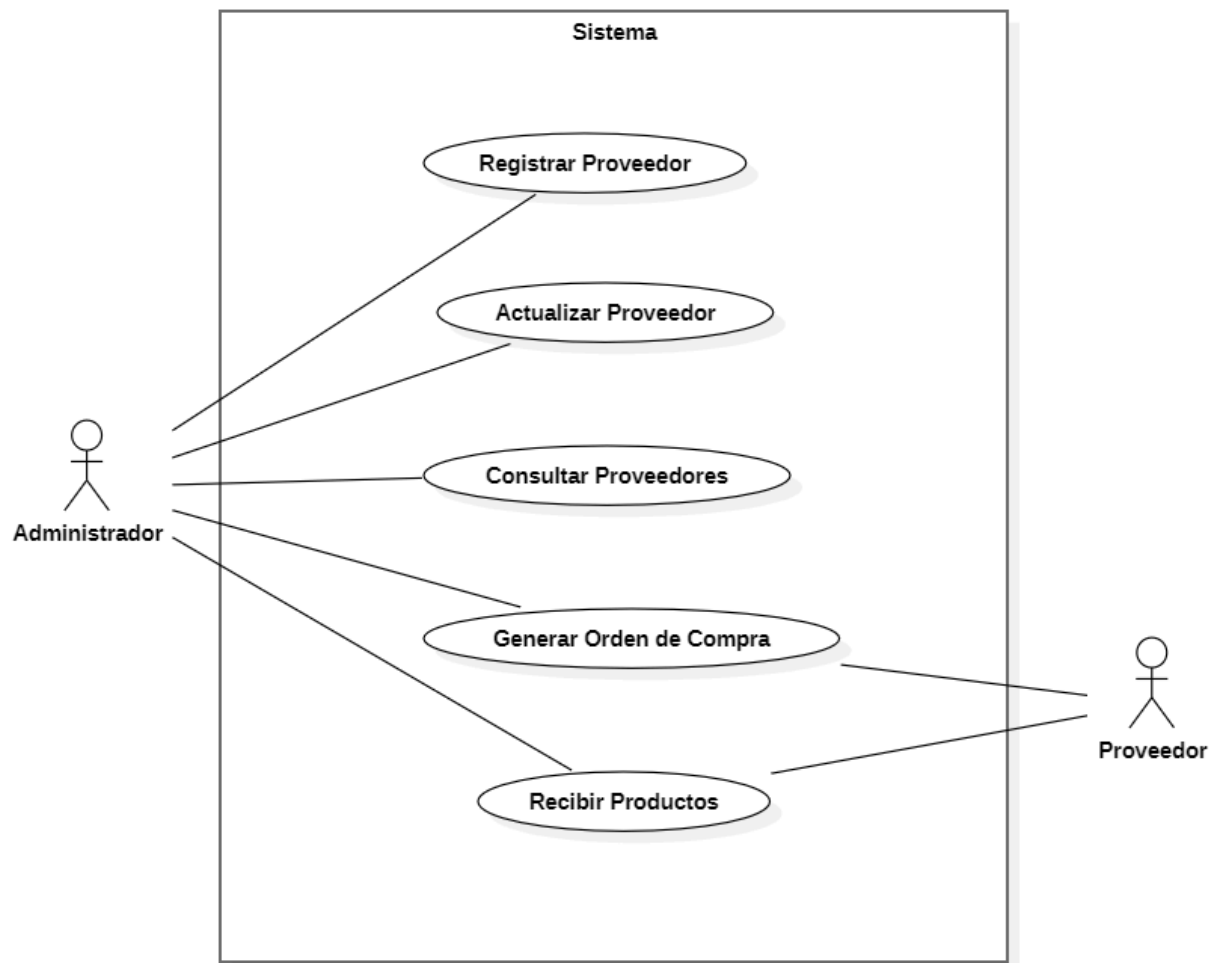 Sistema
Registrar Proveedor
Actualizar Proveedor
Consultar Proveedores
Administrador
Generar Orden de Compra
Proveedor
Recibir Productos